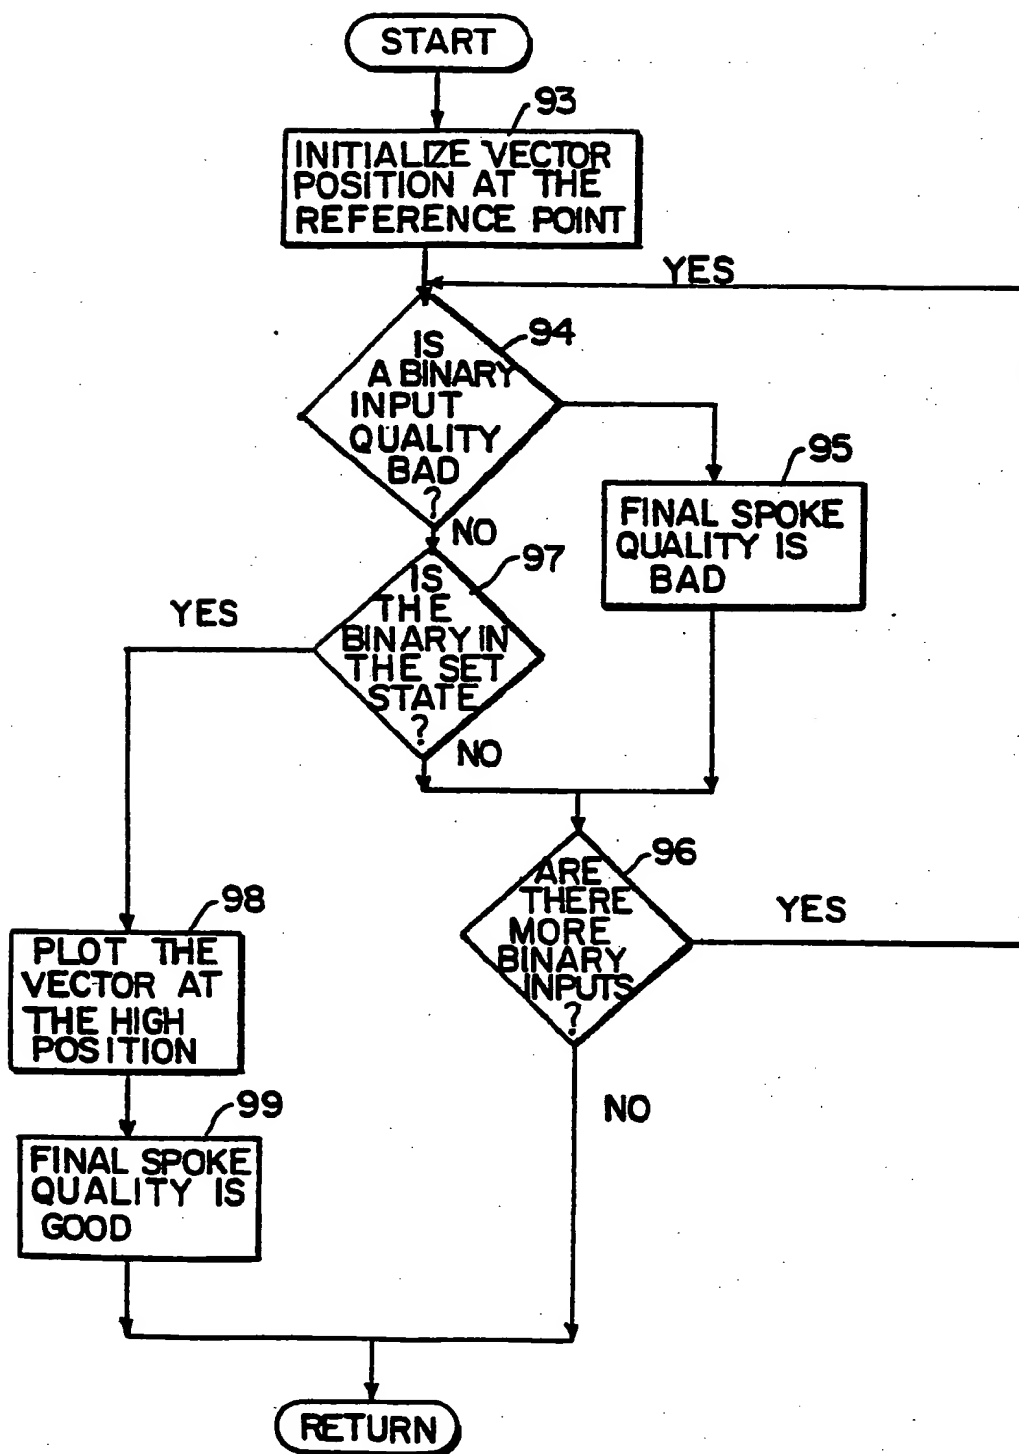 START
93
INITIALIZE VECTOR
POSITION AT THE
REFERENCE POINT
YES
94
IS
A BINARY
INPUT
QUALITY
BAD
?
NO
95
FINAL SPOKE
QUALITY IS
BAD
97
IS
THE
BINARY IN
THE SET
STATE
?
YES
NO
96
ARE
THERE
MORE
BINARY
INPUTS
?
YES
NO
98
PLOT THE
VECTOR AT
THE HIGH
POSITION
99
FINAL SPOKE
QUALITY IS
GOOD
RETURN